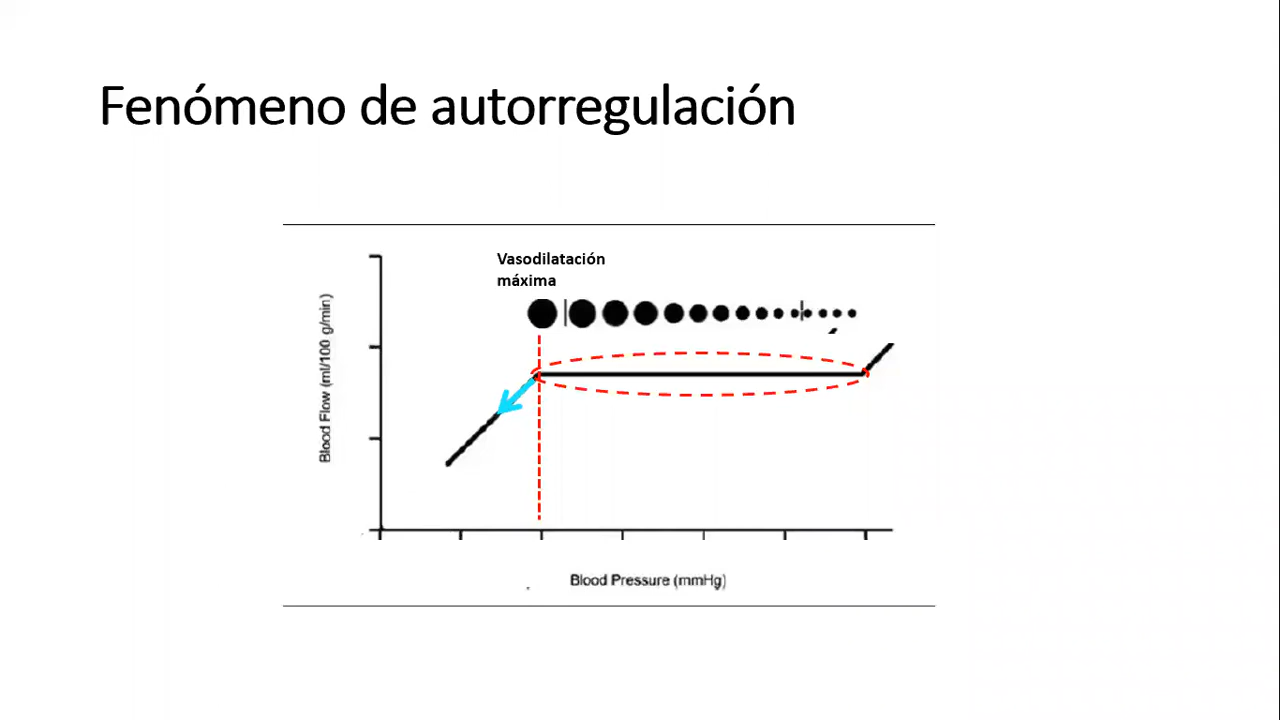 Fenómeno de autorregulación
Vasodilatación
máxima
Blood Flow (ml/100 g/min)
Blood Pressure (mmHg)